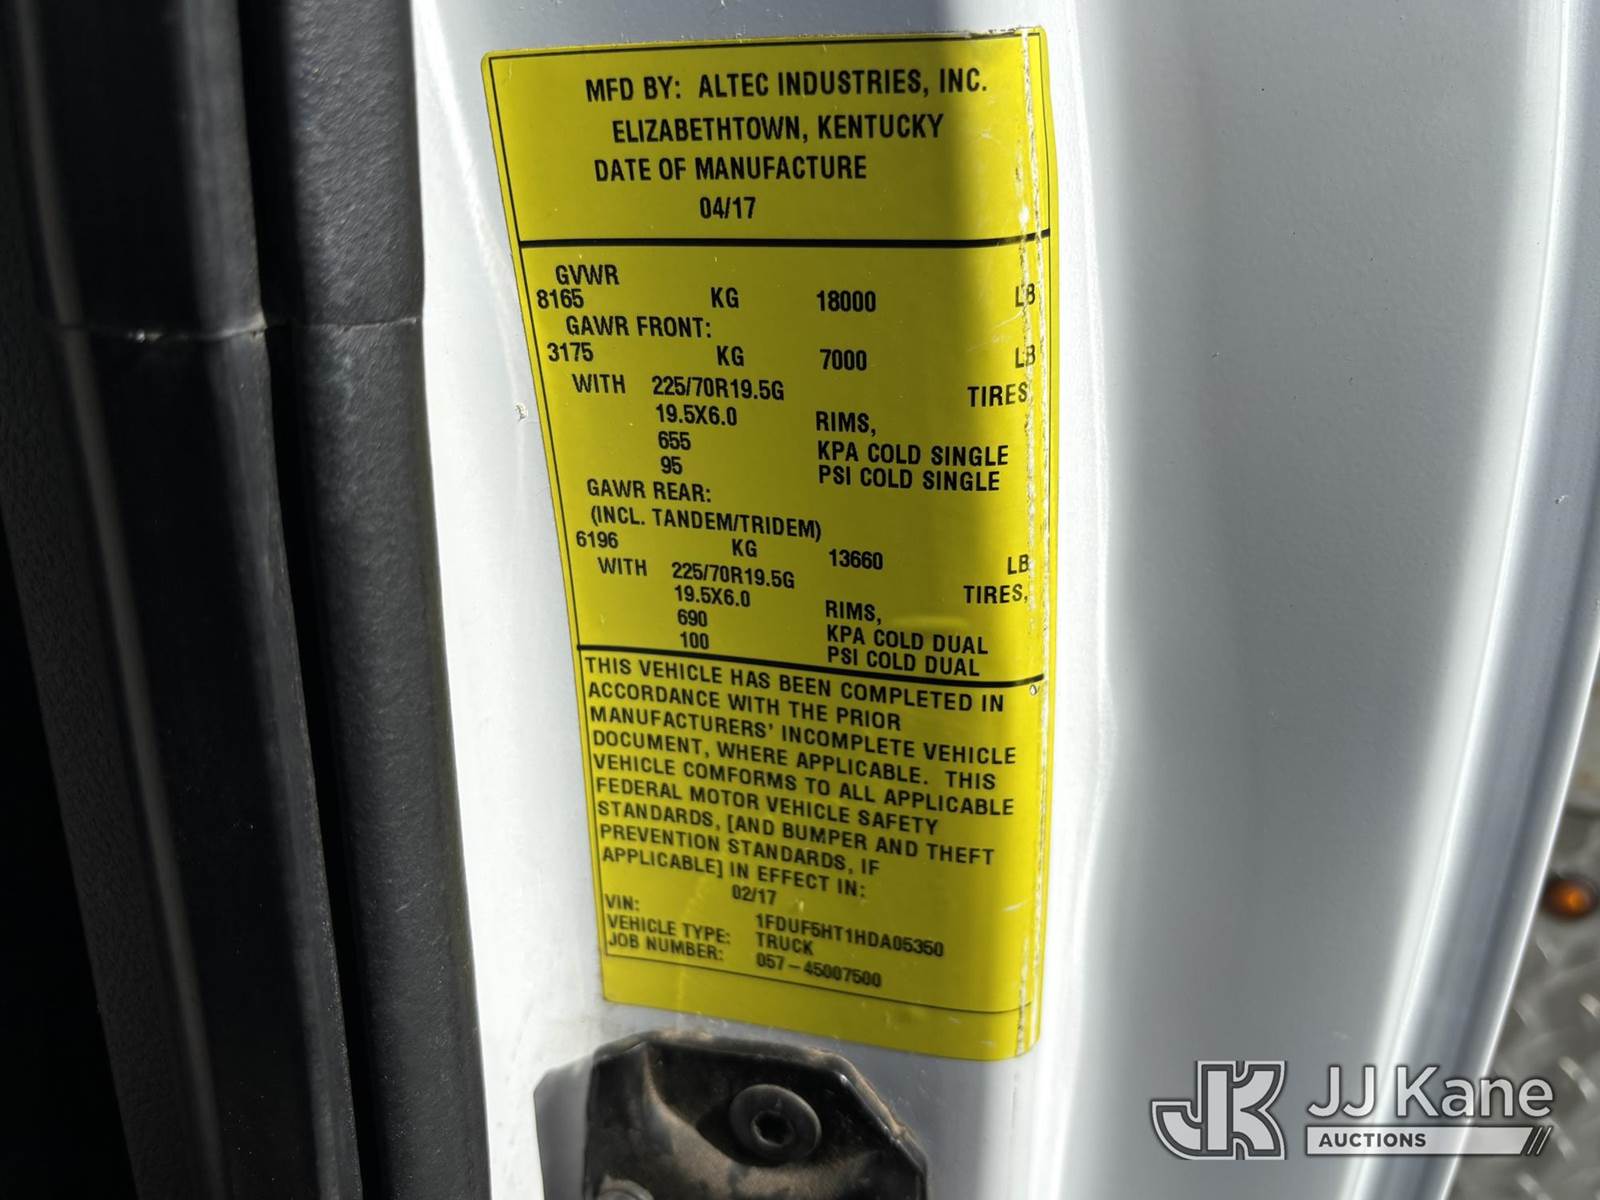 MFD BY: ALTEC INDUSTRIES, INC.
ELIZABETHTOWN, KENTUCKY
DATE OF MANUFACTURE
04/17
GVWR
8165 KG 18000 LB
GAWR FRONT:
3175 KG 7000 LB
WITH 225/70R19.5G TIRES,
19.5X6.0 RIMS,
655 KPA COLD SINGLE
95 PSI COLD SINGLE
GAWR REAR:
(INCL. TANDEM/TRIDEM)
6196 KG 13660 LB
WITH 225/70R19.5G TIRES,
19.5X6.0 RIMS,
690 KPA COLD DUAL
100 PSI COLD DUAL
THIS VEHICLE HAS BEEN COMPLETED IN
ACCORDANCE WITH THE PRIOR
MANUFACTURERS' INCOMPLETE VEHICLE
DOCUMENT, WHERE APPLICABLE. THIS
VEHICLE COMFORMS TO ALL APPLICABLE
FEDERAL MOTOR VEHICLE SAFETY
STANDARDS, [AND BUMPER AND THEFT
PREVENTION STANDARDS, IF
APPLICABLE] IN EFFECT IN:
02/17
VIN: 1FDUF5HT1HDA05350
VEHICLE TYPE: TRUCK
JOB NUMBER: 057-45007500
JK JJ Kane
AUCTIONS